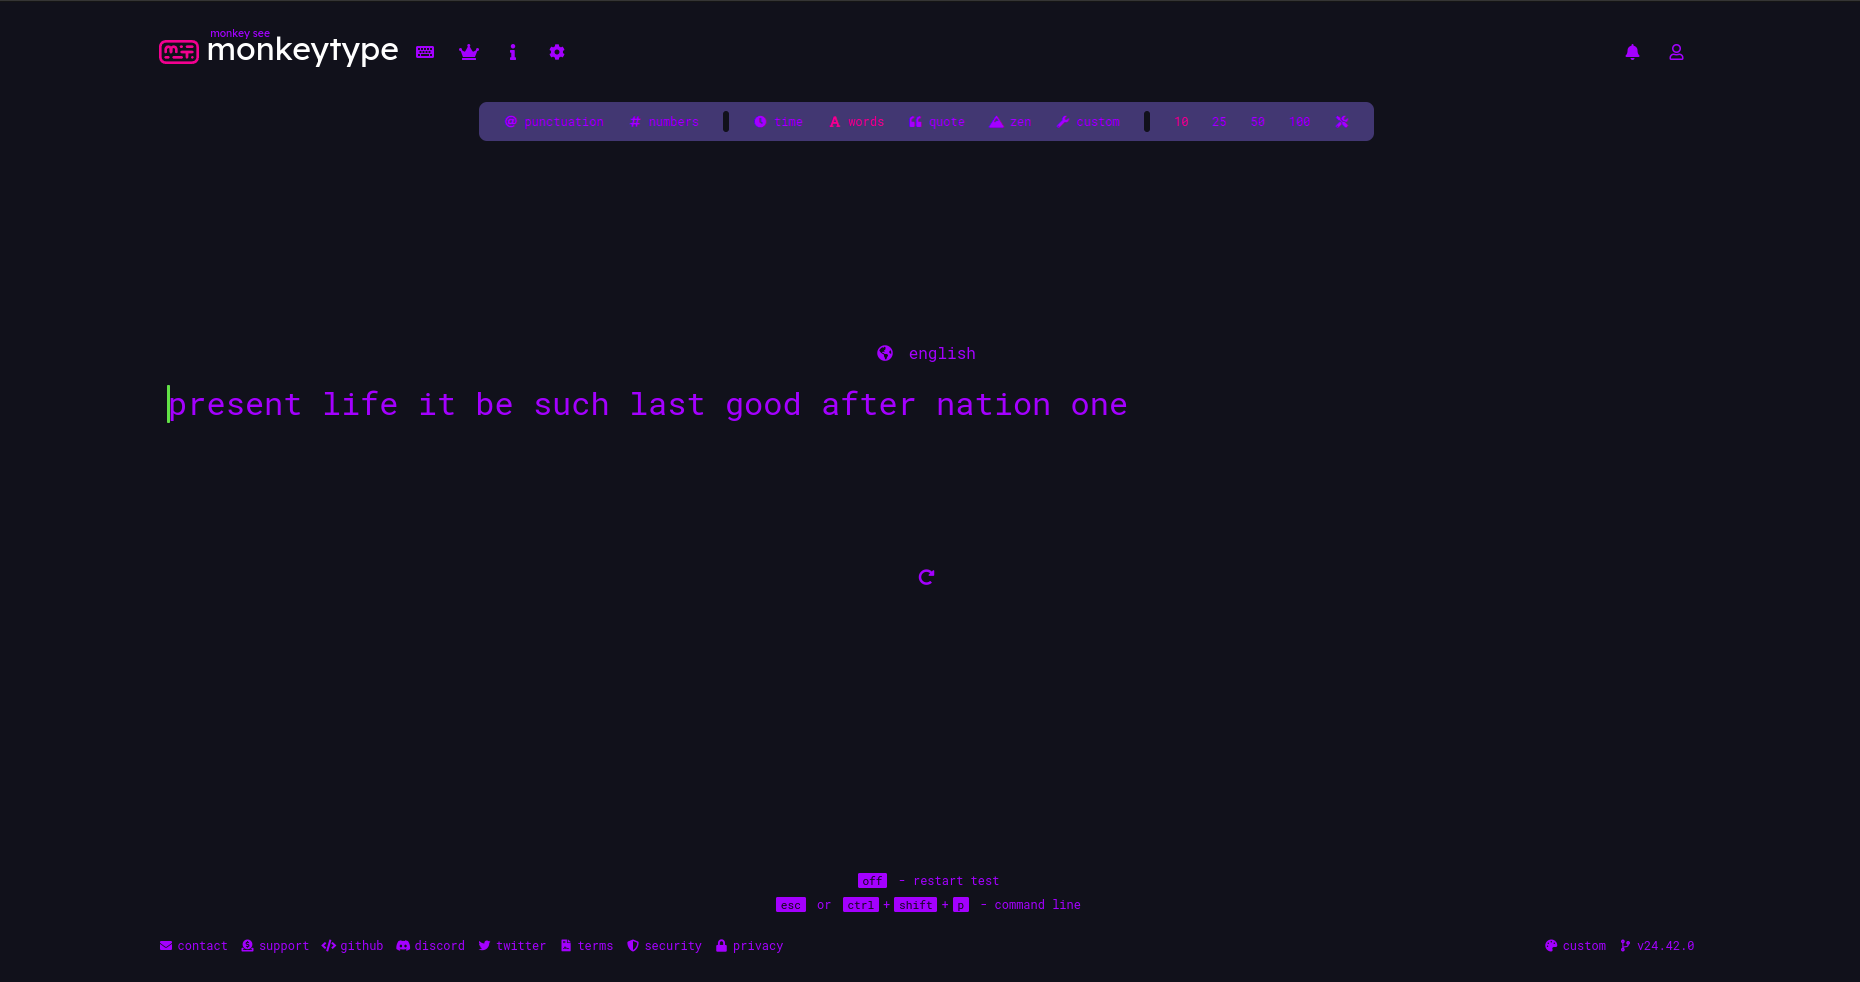 monkey see
monkeytype
@ punctuation # numbers time A words quote zen custom 10 25 50 100
english
present life it be such last good after nation one
off - restart test
esc or ctrl + shift + p - command line
contact support github discord twitter terms security privacy custom v24.42.0